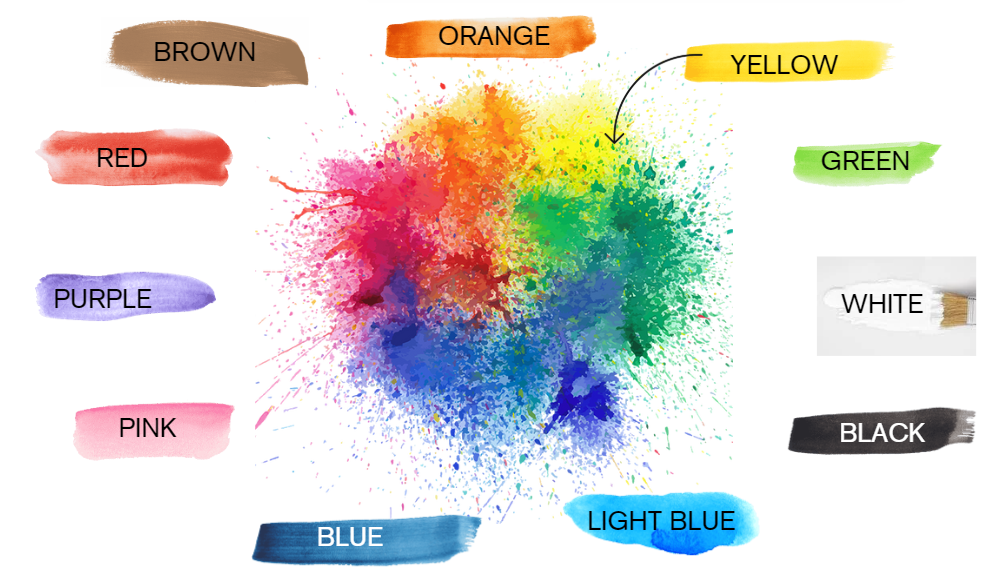 BROWN
ORANGE
YELLOW
RED
GREEN
PURPLE
WHITE
PINK
BLACK
BLUE
LIGHT BLUE